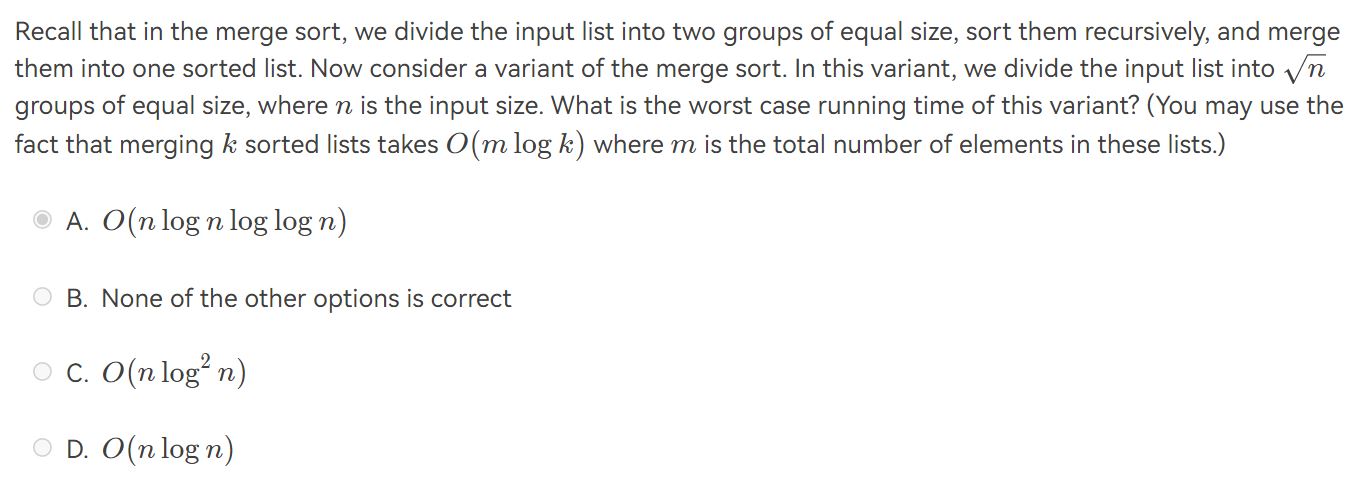 Recall that in the merge sort, we divide the input list into two groups of equal size, sort them recursively, and merge
them into one sorted list. Now consider a variant of the merge sort. In this variant, we divide the input list into √n
groups of equal size, where n is the input size. What is the worst case running time of this variant? (You may use the
fact that merging k sorted lists takes O(m log k) where m is the total number of elements in these lists.)
A. O(n log n log log n)
B. None of the other options is correct
C. O(n log² n)
D. O(n log n)